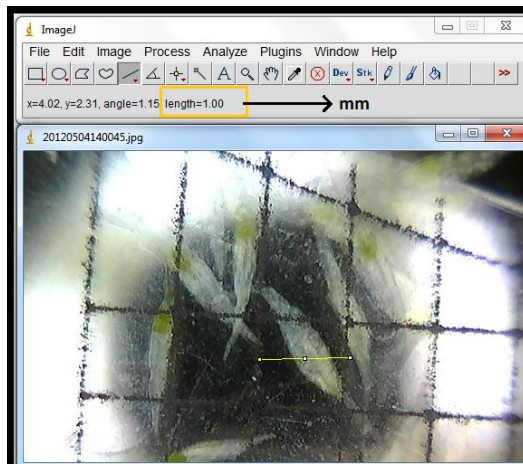 ImageJ
File Edit Image Process Analyze Plugins Window Help
A Dev Stk >>
x=4.02, y=2.31, angle=1.15 length=1.00 mm
20120504140045.jpg